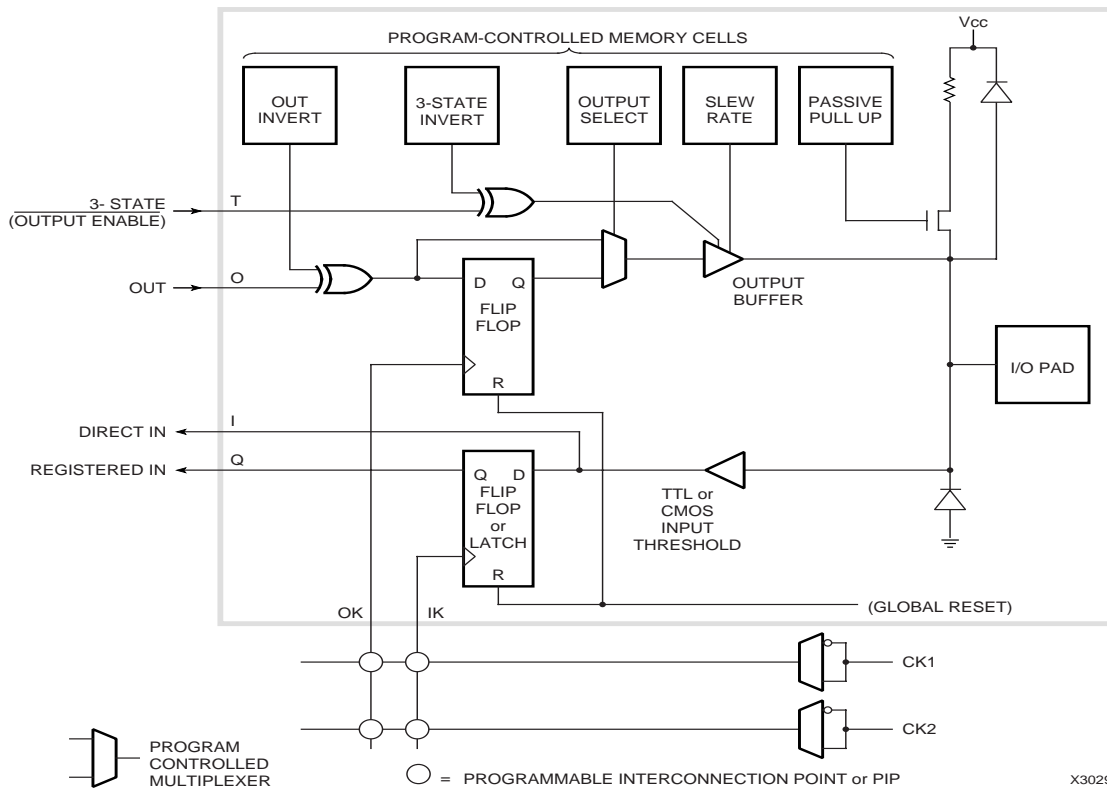 Vcc
PROGRAM-CONTROLLED MEMORY CELLS
OUT
INVERT
3-STATE
INVERT
OUTPUT
SELECT
SLEW
RATE
PASSIVE
PULL UP
3- STATE
(OUTPUT ENABLE)
T
OUT
O
D
Q
FLIP
FLOP
R
OUTPUT
BUFFER
I/O PAD
DIRECT IN
I
REGISTERED IN
Q
Q
D
FLIP
FLOP
or
LATCH
R
TTL or
CMOS
INPUT
THRESHOLD
OK
IK
(GLOBAL RESET)
CK1
CK2
PROGRAM
CONTROLLED
MULTIPLEXER
= PROGRAMMABLE INTERCONNECTION POINT or PIP
X3029